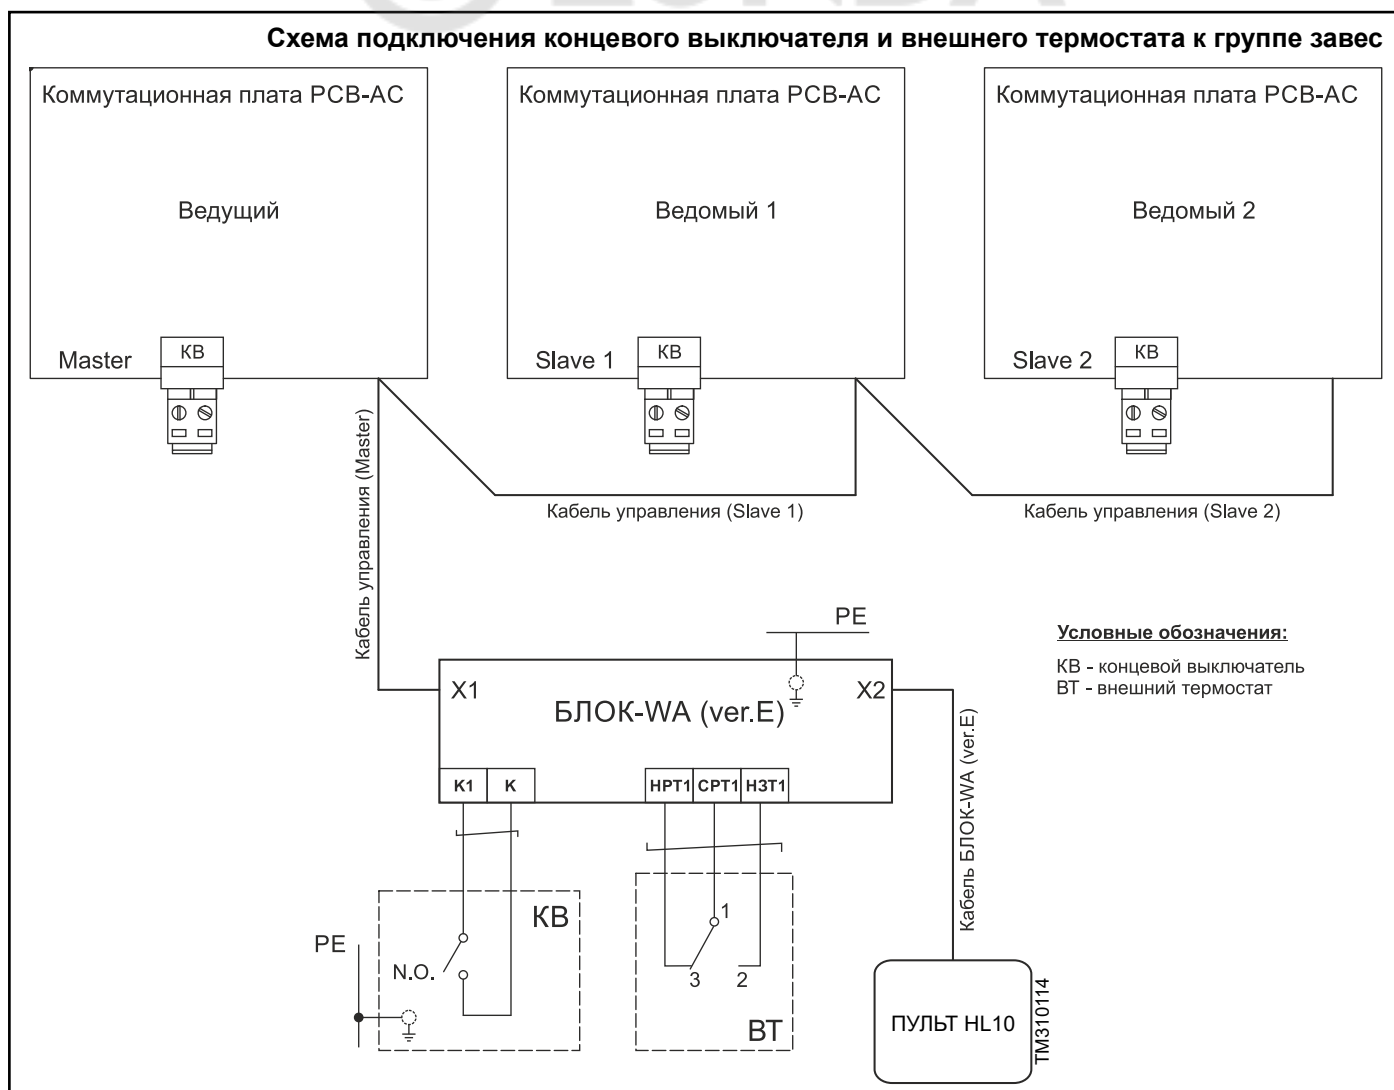 Схема подключения концевого выключателя и внешнего термостата к группе завес
Коммутационная плата PCB-AC
Ведущий
Master
КВ
Коммутационная плата PCB-AC
Ведомый 1
Slave 1
КВ
Коммутационная плата PCB-AC
Ведомый 2
Slave 2
КВ
Кабель управления (Master)
Кабель управления (Slave 1)
Кабель управления (Slave 2)
PE
Условные обозначения:
КВ - концевой выключатель
ВТ - внешний термостат
X1
БЛОК-WA (ver.E)
X2
К1
К
НРТ1
СРТ1
НЗТ1
Кабель БЛОК-WA (ver.E)
КВ
PE
N.O.
1
3
2
ВТ
ПУЛЬТ HL10
TM310114